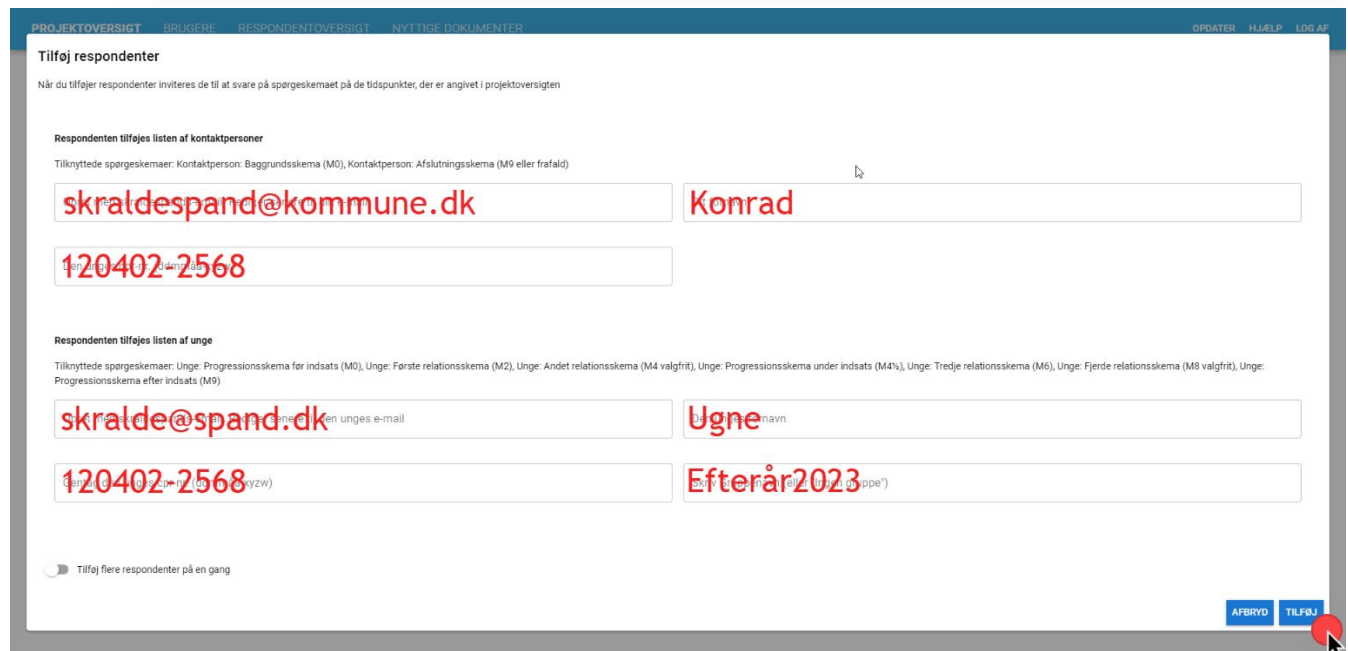 PROJEKTOVERSIGT BRUGERE RESPONDENTOVERSIGT NYTTIGE DOKUMENTER OPDATER HJÆLP LOG AF
Tilføj respondenter
Når du tilføjer respondenter inviteres de til at svare på spørgeskemaet på de tidspunkter, der er angivet i projektoversigten
Respondenten tilføjes listen af kontaktpersoner
Tilknyttede spørgeskemaer: Kontaktperson: Baggrundsskema (M0), Kontaktperson: Afslutningsskema (M9 eller frafald)
skraldespand@kommune.dk Konrad
120402-2568
Respondenten tilføjes listen af unge
Tilknyttede spørgeskemaer: Unge: Progressionsskema før indsats (M0), Unge: Første relationsskema (M2), Unge: Andet relationsskema (M4 valgfrit), Unge: Progressionsskema under indsats (M4½), Unge: Tredje relationsskema (M6), Unge: Fjerde relationsskema (M8 valgfrit), Unge:
Progressionsskema efter indsats (M9)
skralde@spand.dk unges e-mail Ugne
120402-2568 Efterår2023
Tilføj flere respondenter på en gang
AFBRYD TILFØJ